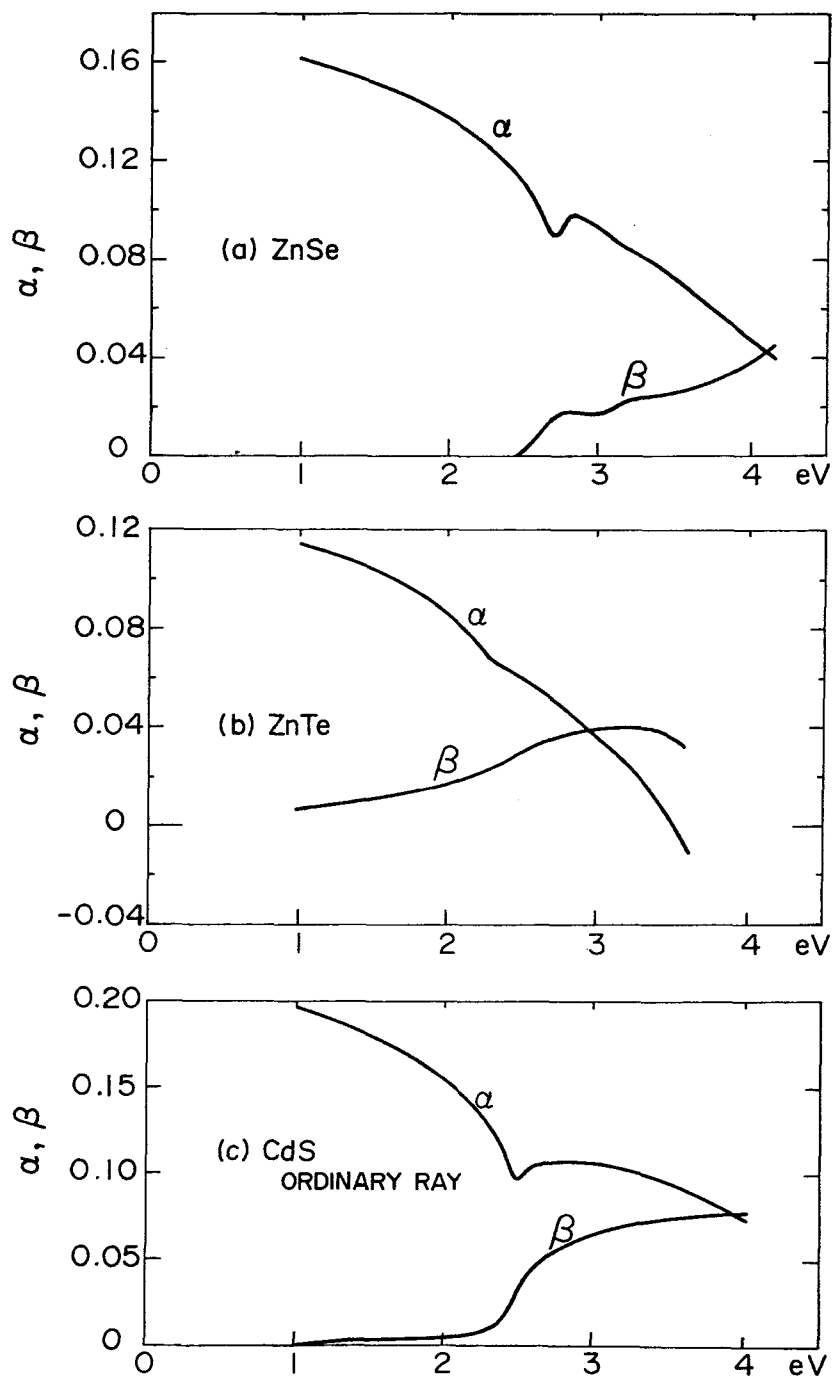 0.16
0.12
0.08
0.04
0
α, β
(a) ZnSe
α
β
0 1 2 3 4 eV
0.12
0.08
0.04
0
-0.04
α, β
(b) ZnTe
α
β
0 1 2 3 4 eV
0.20
0.15
0.10
0.05
0
α, β
(c) CdS
ORDINARY RAY
α
β
0 1 2 3 4 eV